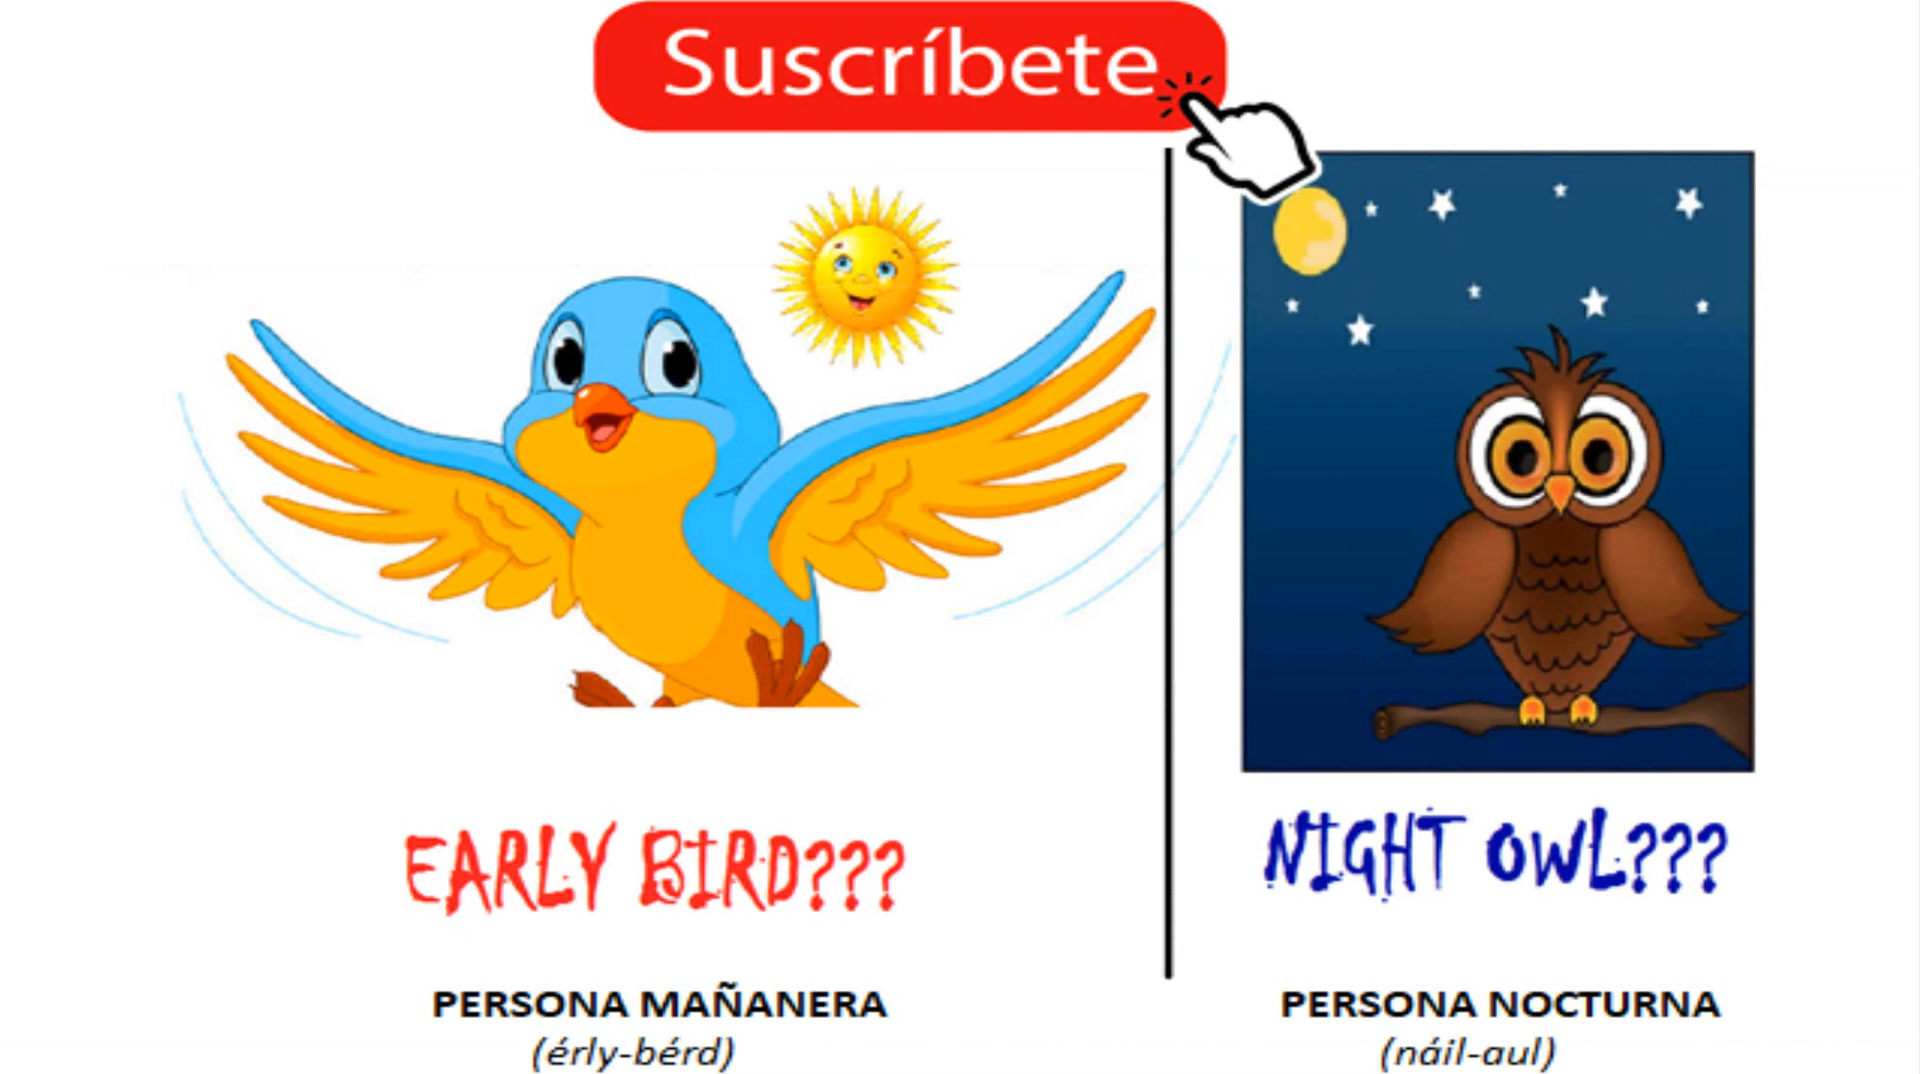 Suscríbete
EARLY BIRD???
PERSONA MAÑANERA
(érly-bérd)
NIGHT OWL???
PERSONA NOCTURNA
(náil-aul)